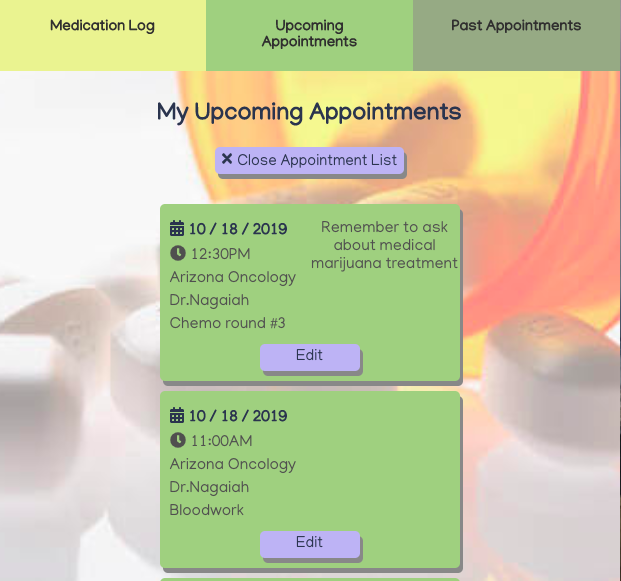 Medication Log
Upcoming
Appointments
Past Appointments
My Upcoming Appointments
Close Appointment List
10 / 18 / 2019
12:30PM
Arizona Oncology
Dr.Nagaiah
Chemo round #3
Remember to ask
about medical
marijuana treatment
Edit
10 / 18 / 2019
11:00AM
Arizona Oncology
Dr.Nagaiah
Bloodwork
Edit